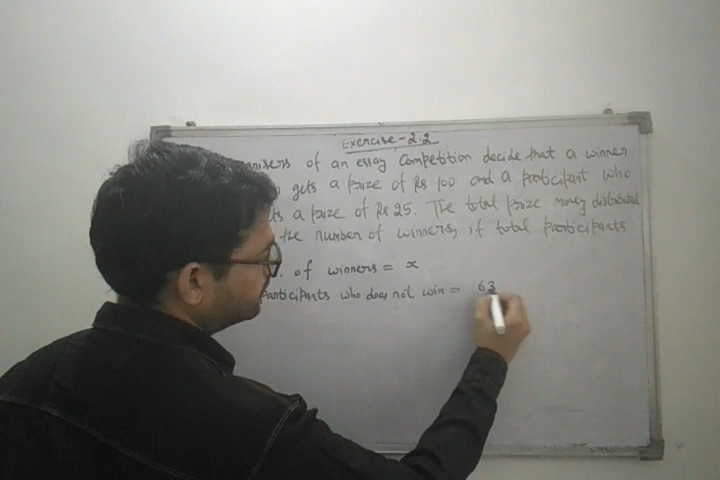 Exercise-2.2
of an essay Competition decide that a winner
gets a prize of Rs 100 and a participant who
a prize of Rs 25. The total prize money distributed
the number of winners, if total participants
of winners = x
Participants who does not win = 63